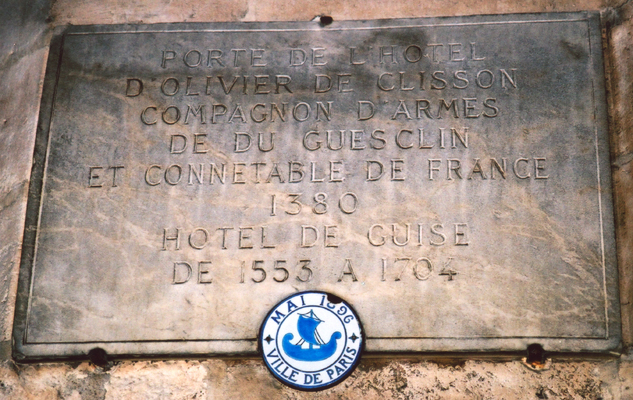 PORTE DE L'HOTEL
D'OLIVIER DE CLISSON
COMPAGNON D'ARMES
DE DU GUESCLIN
ET CONNETABLE DE FRANCE
1380
HOTEL DE GUISE
DE 1553 A 1704
MAI 1896
VILLE DE PARIS